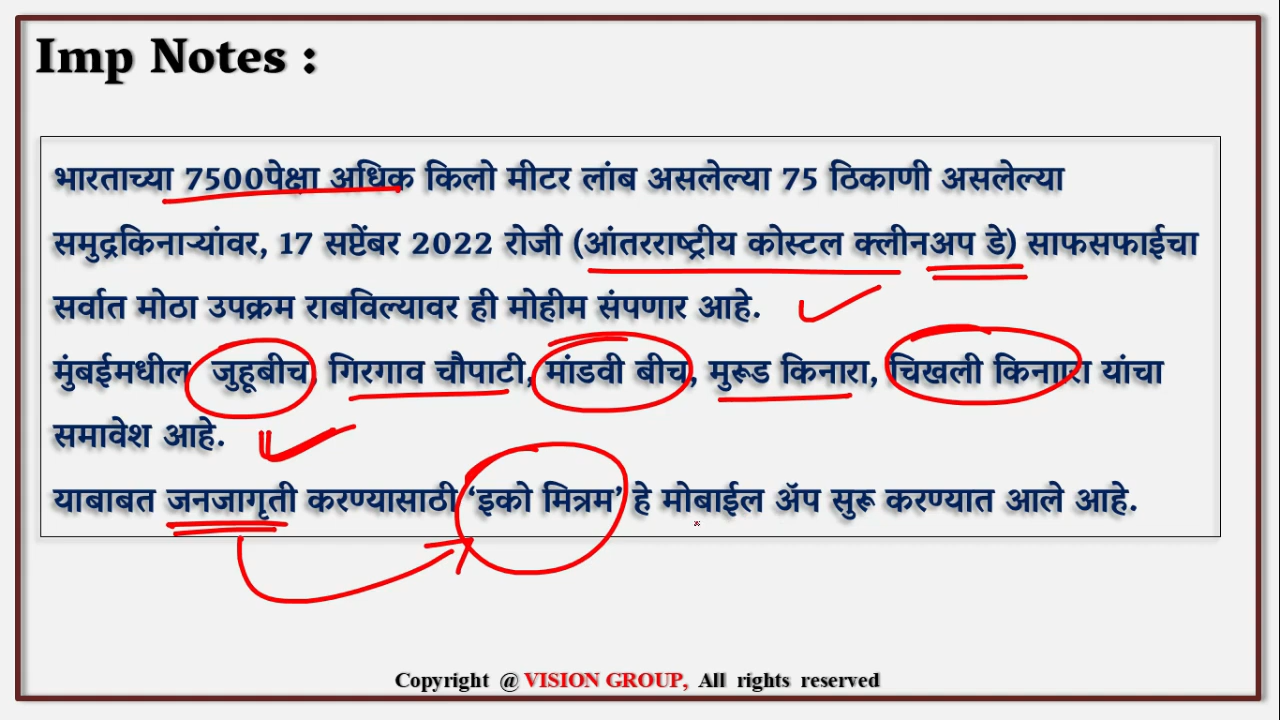 Imp Notes :
भारताच्या 7500पेक्षा अधिक किलो मीटर लांब असलेल्या 75 ठिकाणी असलेल्या
समुद्रकिनाऱ्यांवर, 17 सप्टेंबर 2022 रोजी (आंतरराष्ट्रीय कोस्टल क्लीनअप डे) साफसफाईचा
सर्वात मोठा उपक्रम राबविल्यावर ही मोहीम संपणार आहे.
मुंबईमधील जुहूबीच, गिरगाव चौपाटी, मांडवी बीच, मुरूड किनारा, चिखली किनारा यांचा
समावेश आहे.
याबाबत जनजागृती करण्यासाठी ‘इको मित्रम’ हे मोबाईल ॲप सुरू करण्यात आले आहे.
Copyright @ VISION GROUP, All rights reserved